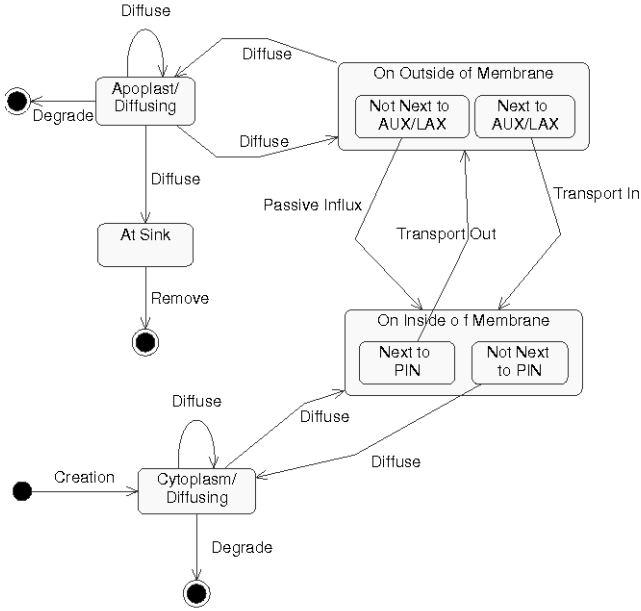 Diffuse
Diffuse
On Outside of Membrane
Apoplast/
Diffusing
Not Next to
AUX/LAX
Next to
AUX/LAX
Degrade
Diffuse
Diffuse
Transport In
Passive Influx
At Sink
Transport Out
Remove
On Inside o f Membrane
Next to
PIN
Not Next
to PIN
Diffuse
Diffuse
Diffuse
Creation
Cytoplasm/
Diffusing
Degrade